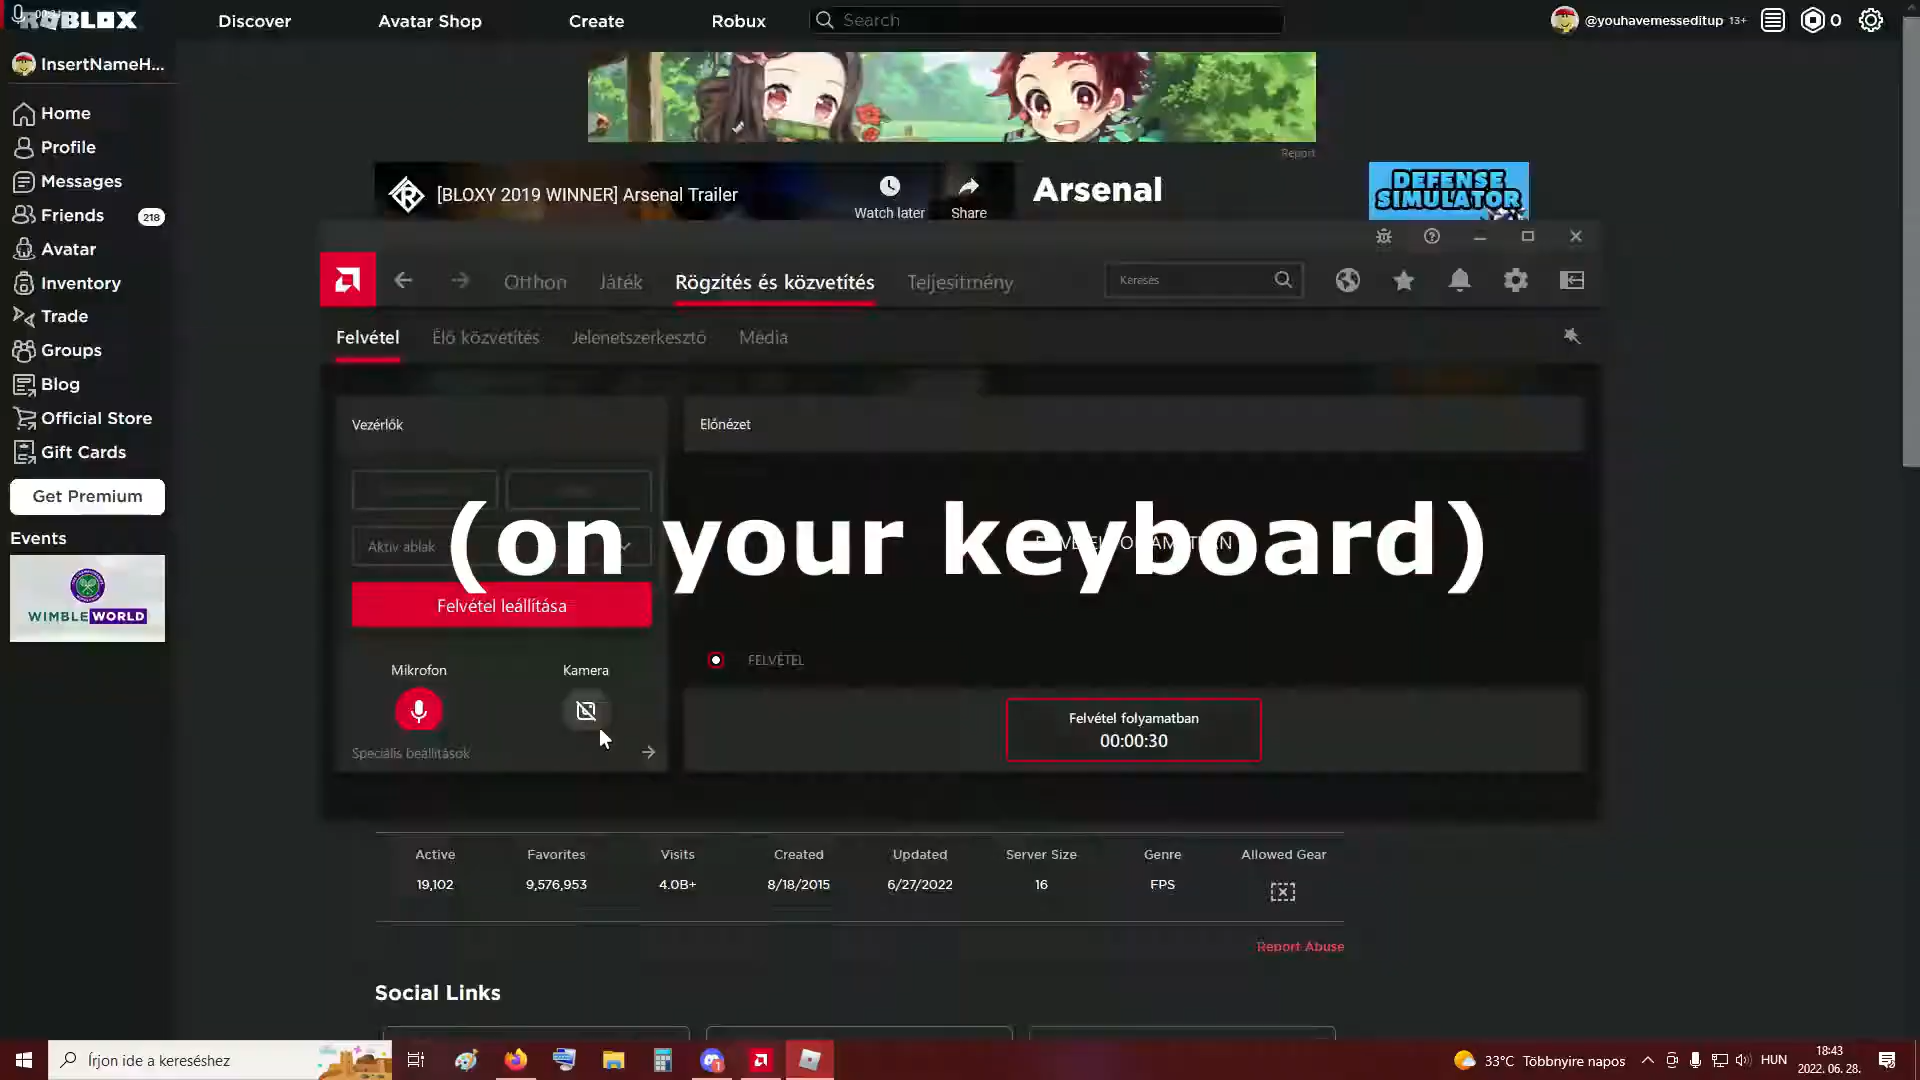 ROBLOX
Discover
Avatar Shop
Create
Robux
Search
@youhavemesseditup 13+
0
InsertNameH...
Home
Profile
Messages
Friends 218
Avatar
Inventory
Trade
Groups
Blog
Official Store
Gift Cards
Get Premium
Events
WIMBLEWORLD
Report
[BLOXY 2019 WINNER] Arsenal Trailer
Watch later
Share
Arsenal
DEFENSE
SIMULATOR
Otthon
Játék
Rögzítés és közvetítés
Teljesítmény
Keresés
Felvétel
Élő közvetítés
Jelenetszerkesztő
Média
Vezérlők
Előnézet
Aktív ablak
(on your keyboard)
Felvétel leállítása
Mikrofon
Kamera
FELVÉTEL
Speciális beállítások
Felvétel folyamatban
00:00:30
Active
Favorites
Visits
Created
Updated
Server Size
Genre
Allowed Gear
19,102
9,576,953
4.0B+
8/18/2015
6/27/2022
16
FPS
Report Abuse
Social Links
Írjon ide a kereséshez
33°C Többnyire napos
HUN
18:43
2022. 06. 28.